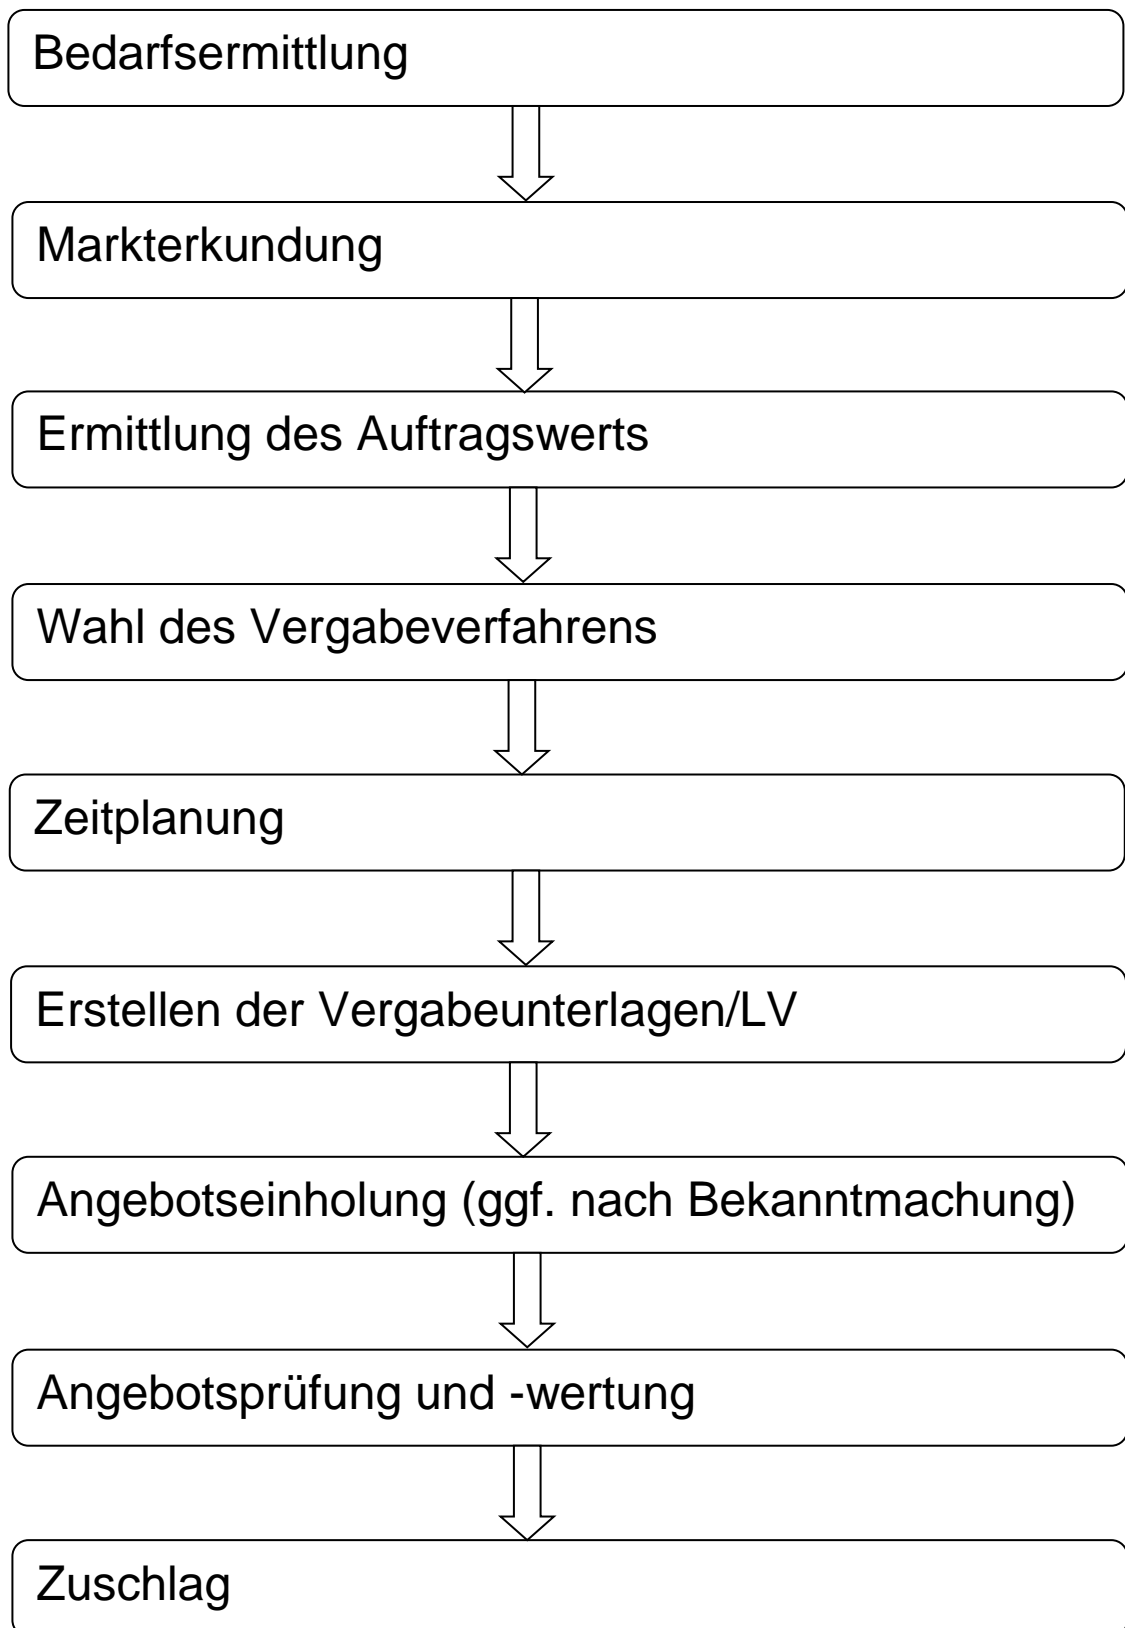 Bedarfsermittlung
Markterkundung
Ermittlung des Auftragswerts
Wahl des Vergabeverfahrens
Zeitplanung
Erstellen der Vergabeunterlagen/LV
Angebotseinholung (ggf. nach Bekanntmachung)
Angebotsprüfung und -wertung
Zuschlag